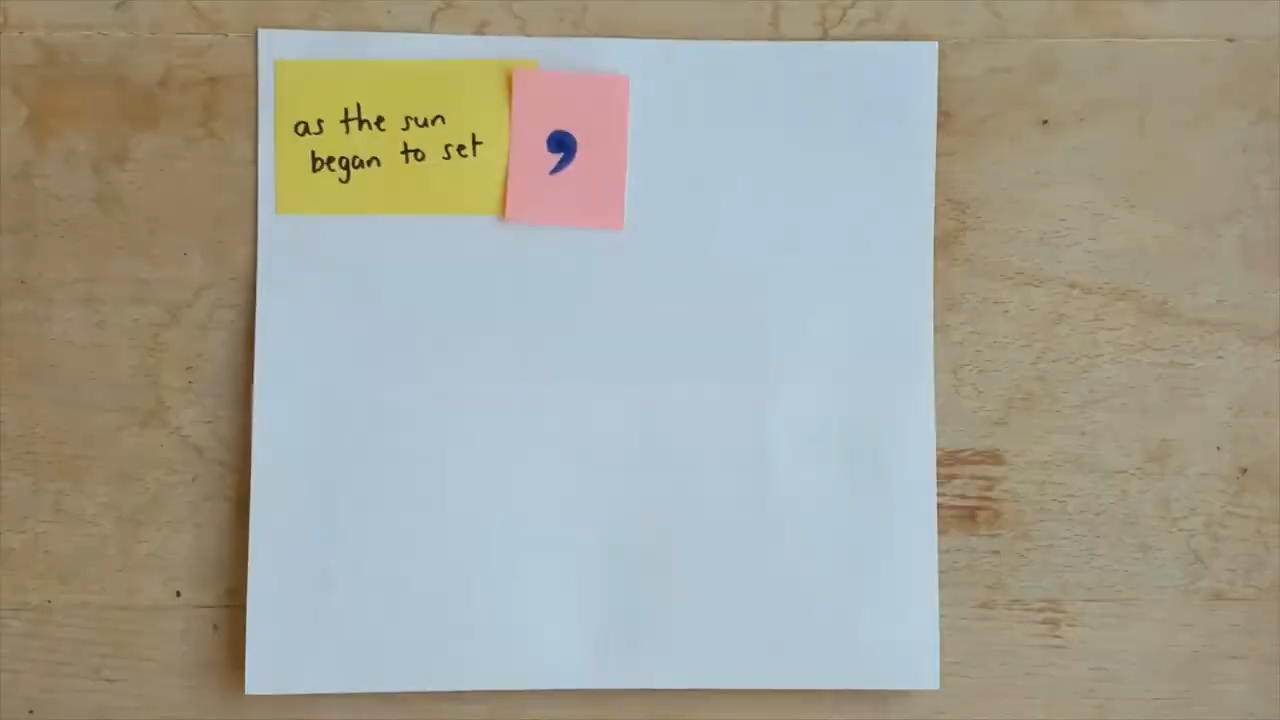 as the sun
began to set
,